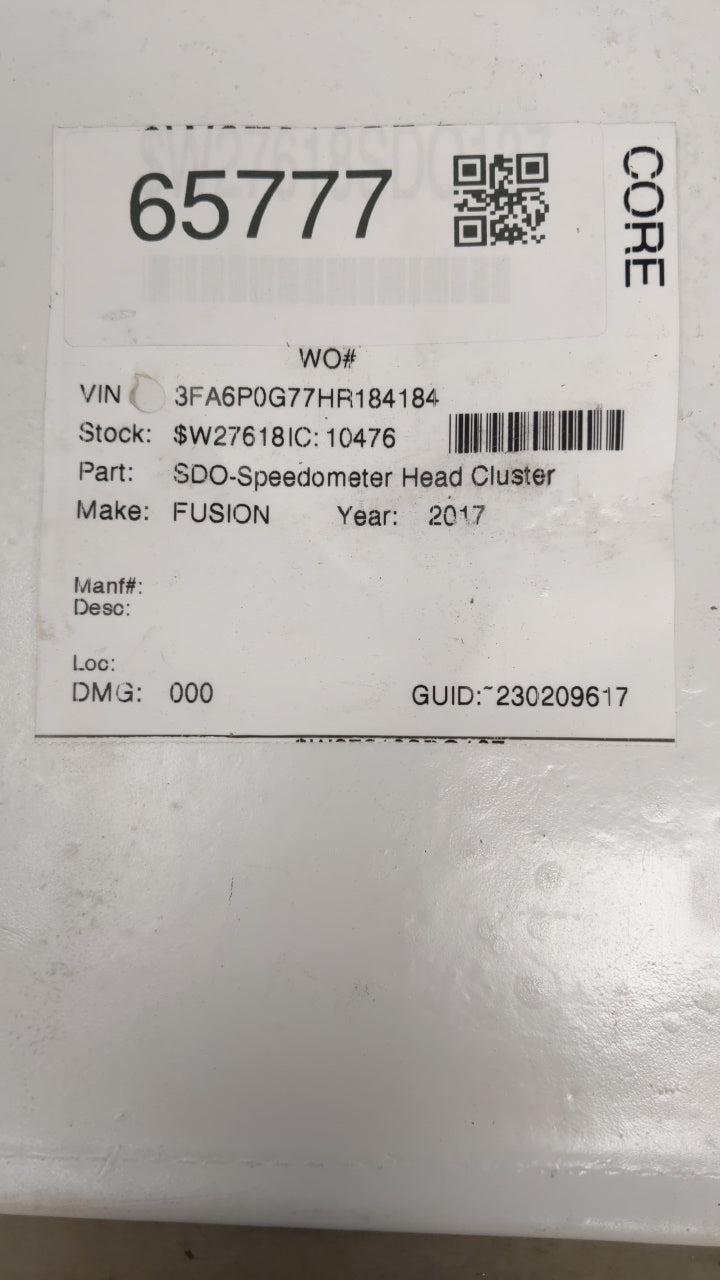 65777
CORE
WO#
VIN 3FA6P0G77HR184184
Stock: $W27618IC: 10476
Part: SDO-Speedometer Head Cluster
Make: FUSION Year: 2017
Manf#:
Desc:
Loc:
DMG: 000 GUID:~230209617